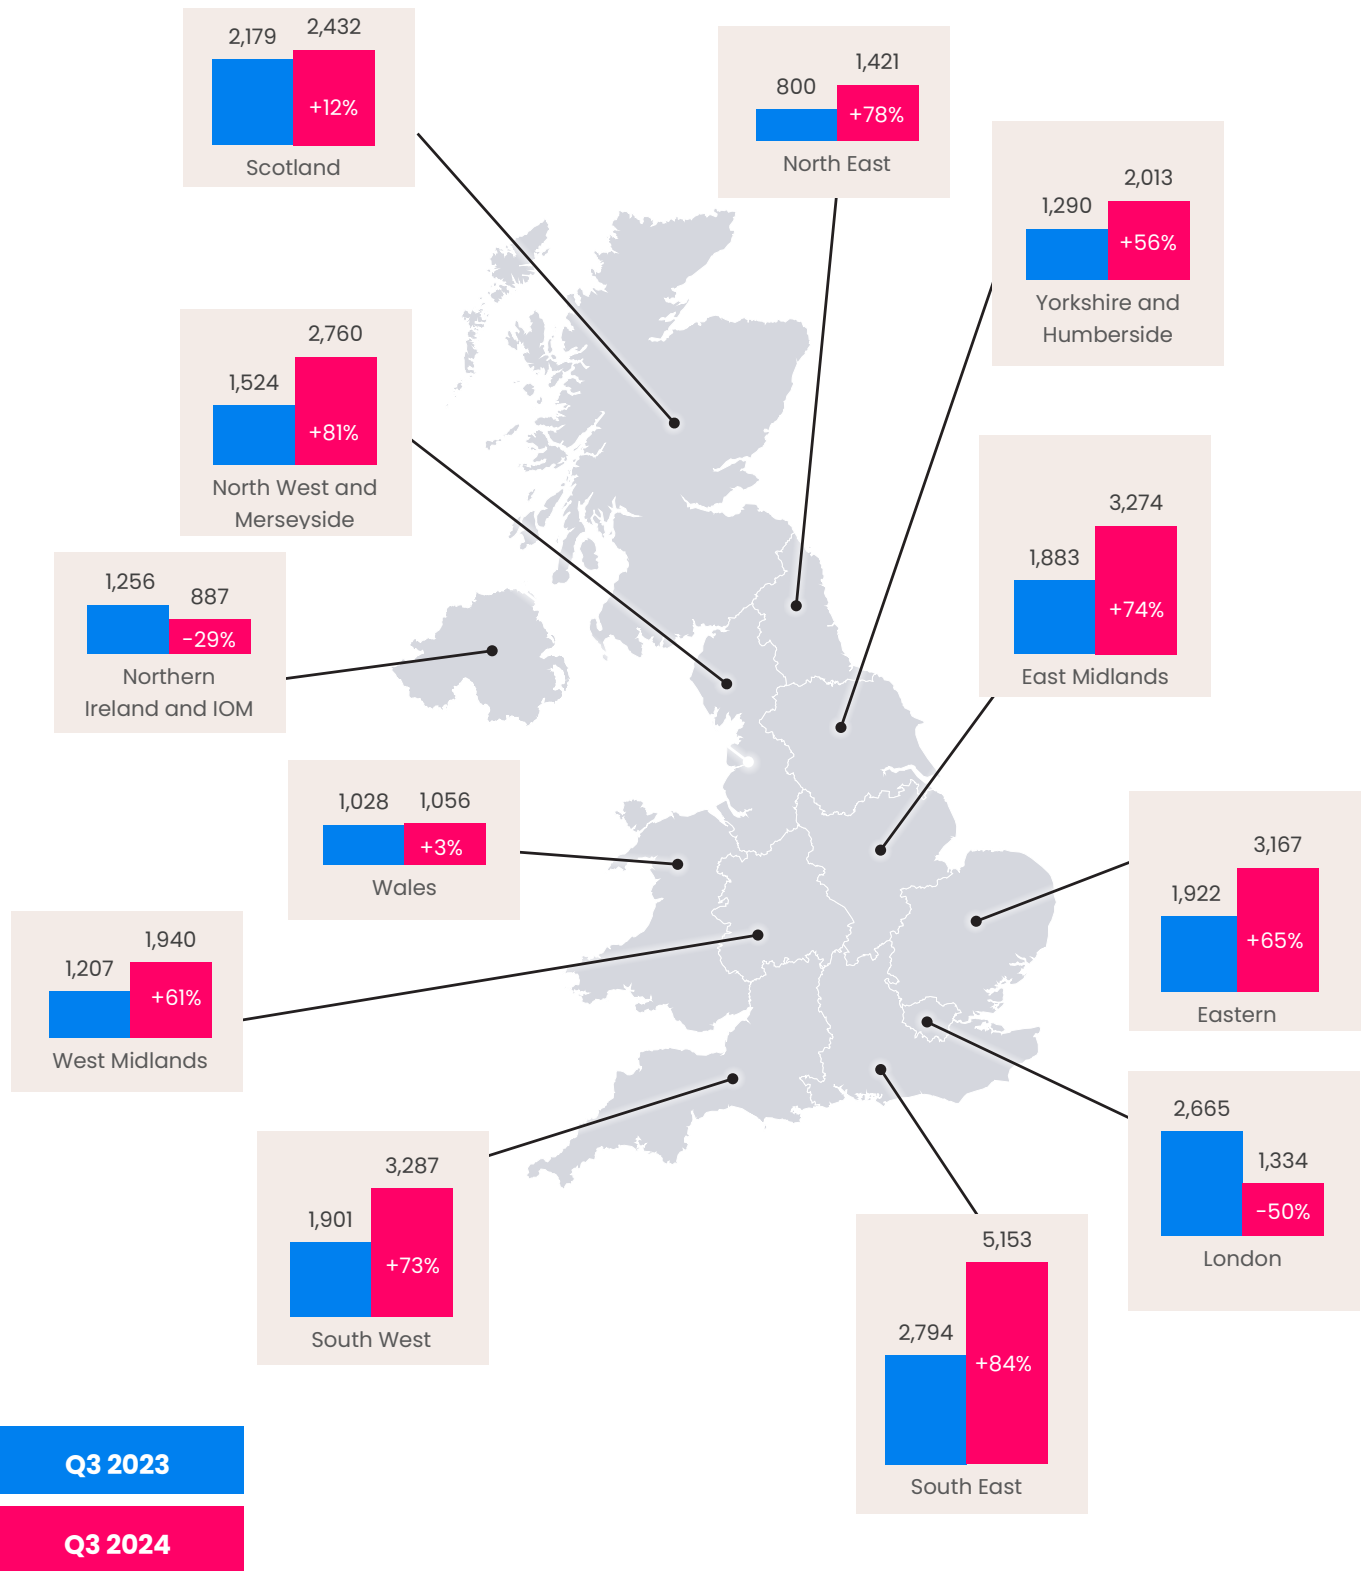 2,179
2,432
+12%
Scotland
800
1,421
+78%
North East
1,290
2,013
+56%
Yorkshire and
Humberside
1,524
2,760
+81%
North West and
Merseyside
1,883
3,274
+74%
East Midlands
1,256
887
-29%
Northern
Ireland and IOM
1,028
1,056
+3%
Wales
1,922
3,167
+65%
Eastern
1,207
1,940
+61%
West Midlands
2,665
1,334
-50%
London
1,901
3,287
+73%
South West
2,794
5,153
+84%
South East
Q3 2023
Q3 2024